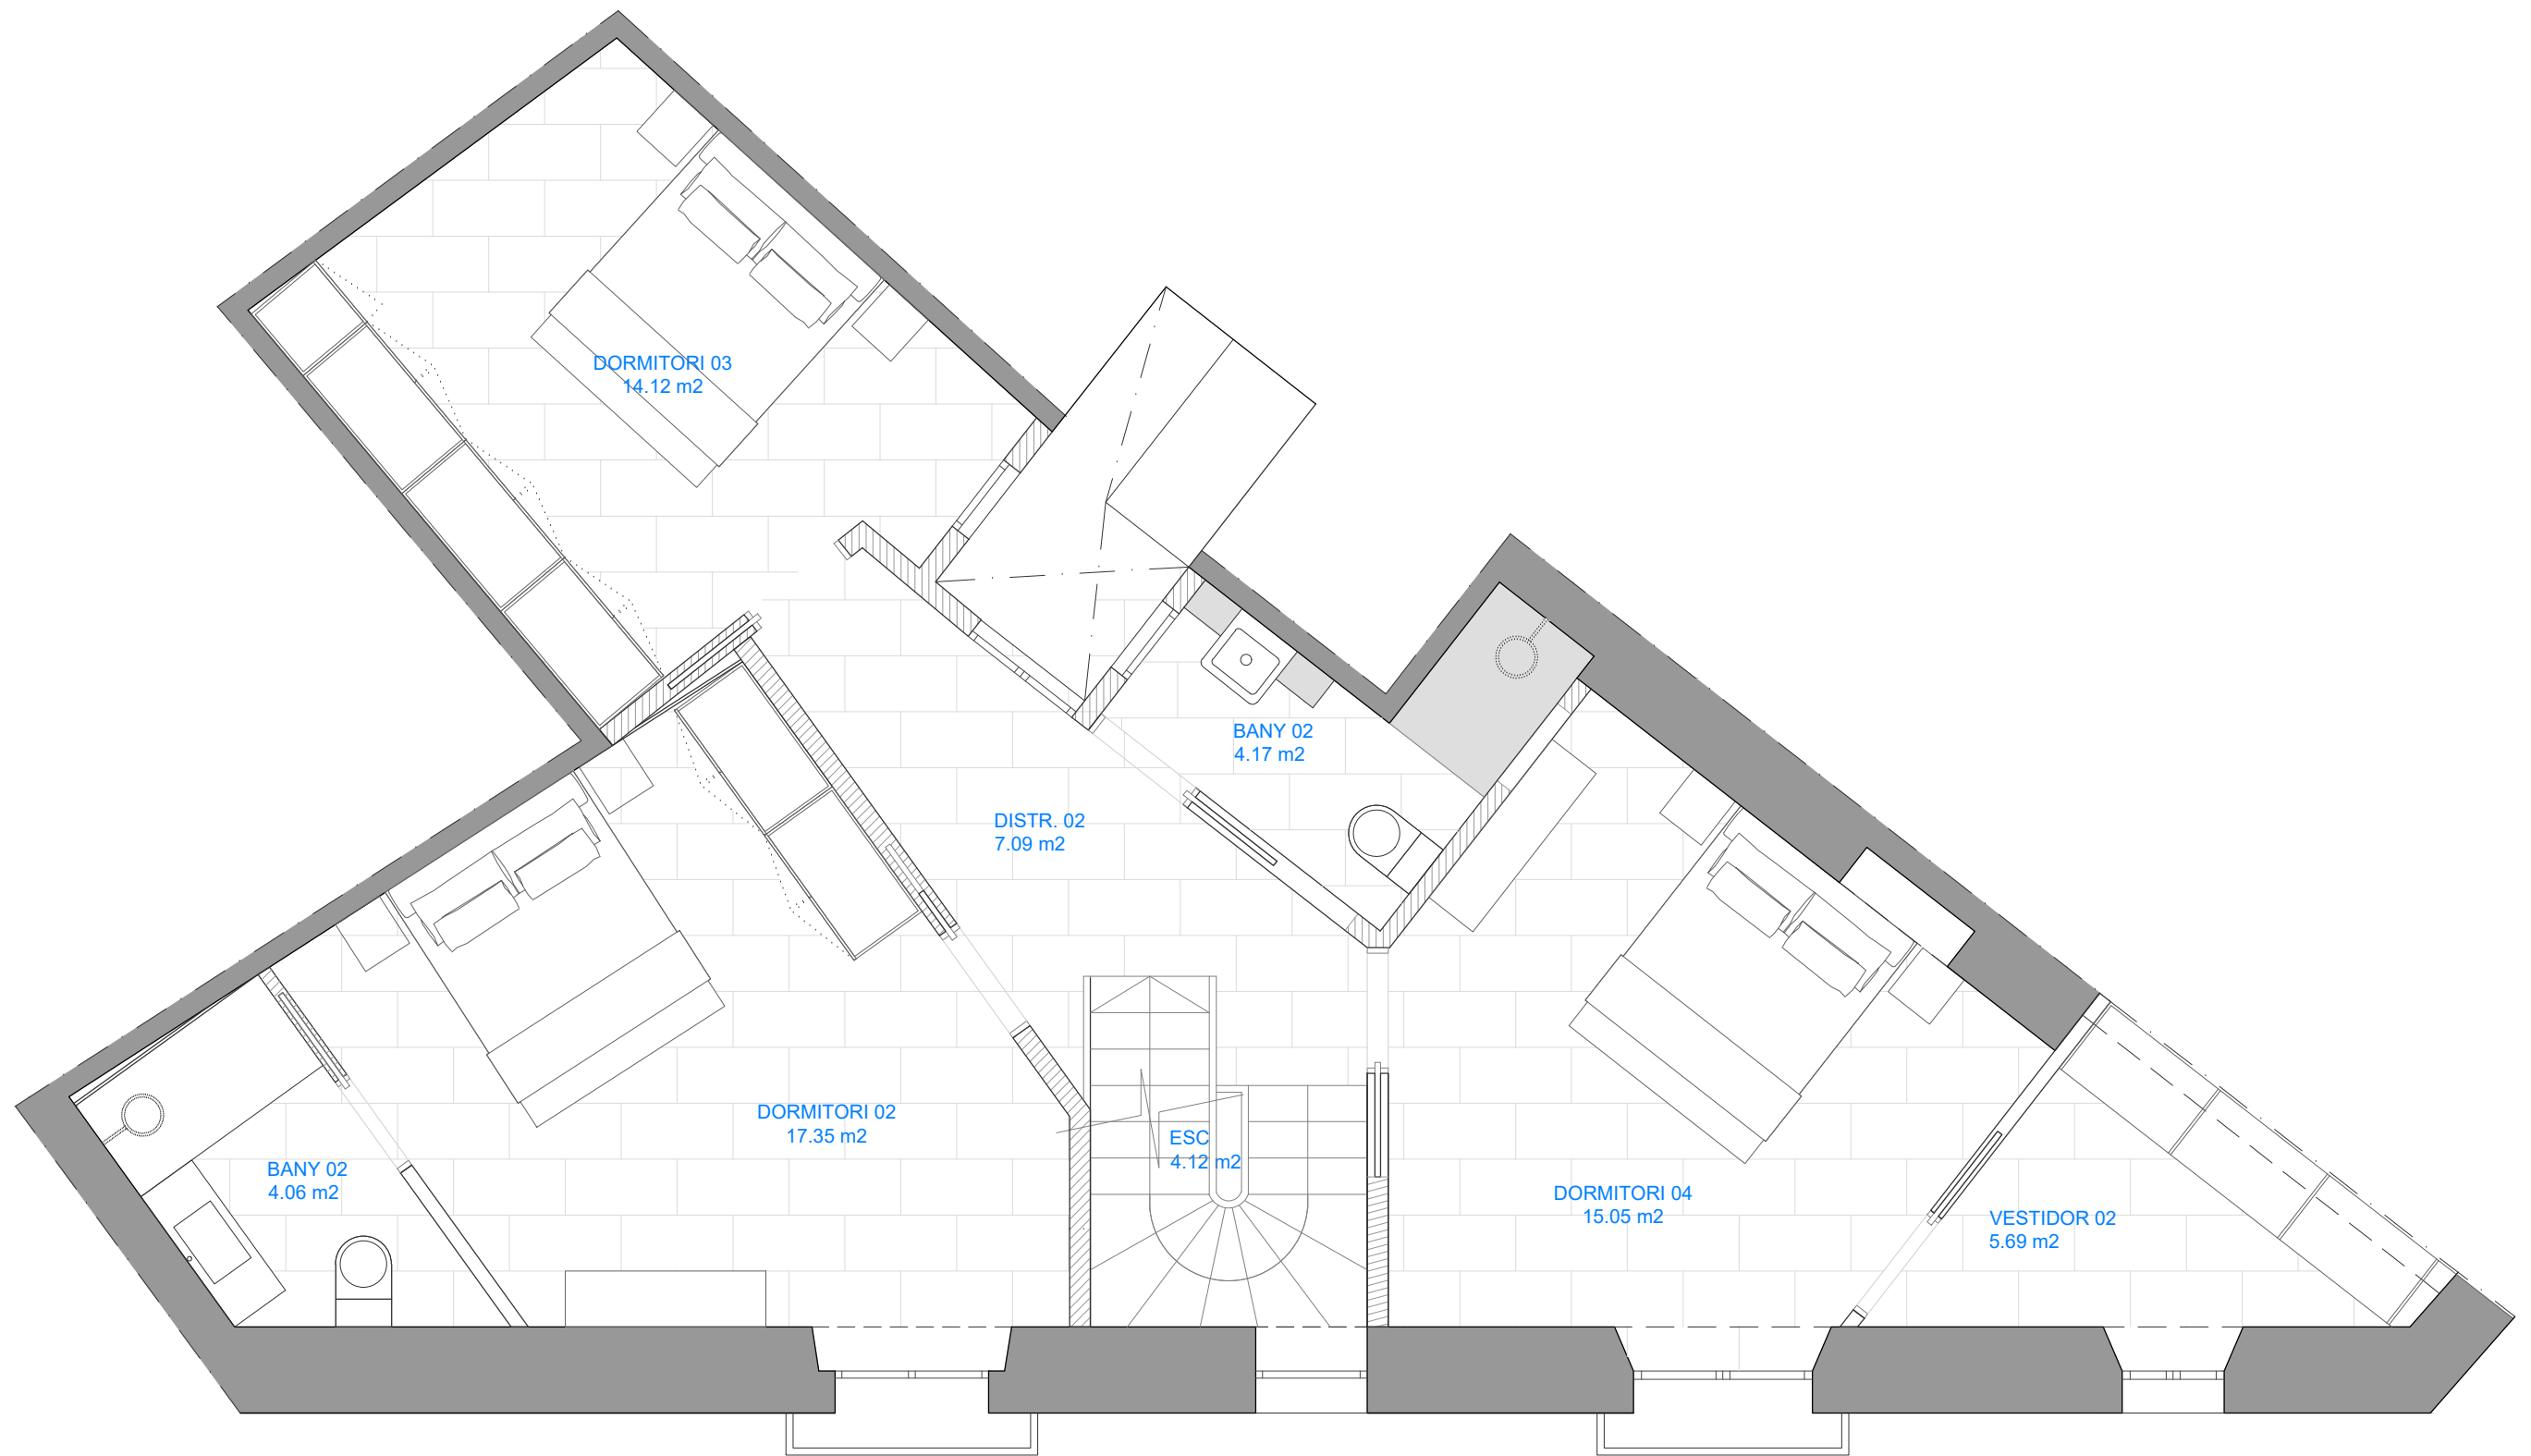 DORMITORI 03
14.12 m2
BANY 02
4.17 m2
DISTR. 02
7.09 m2
DORMITORI 02
17.35 m2
ESC
4.12 m2
BANY 02
4.06 m2
DORMITORI 04
15.05 m2
VESTIDOR 02
5.69 m2